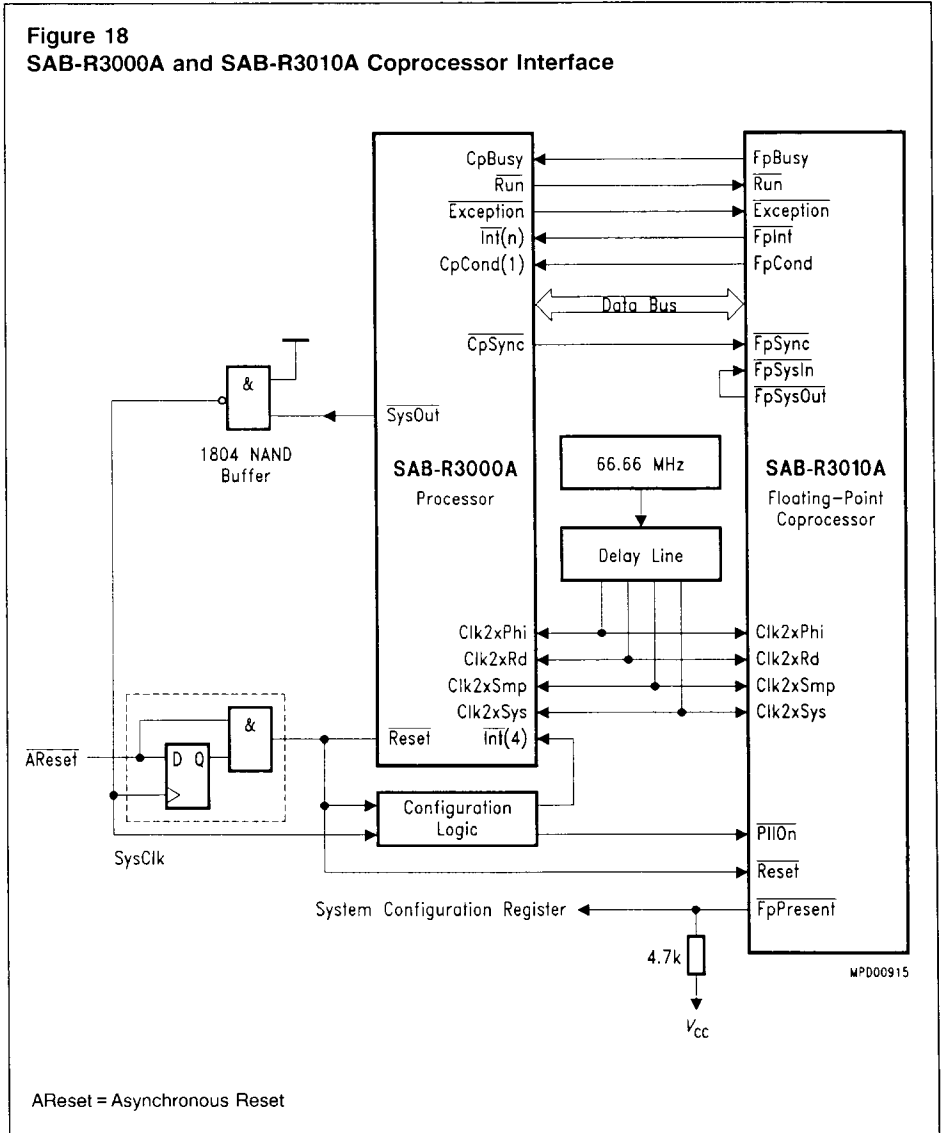 Figure 18
SAB-R3000A and SAB-R3010A Coprocessor Interface
CpBusy
Run
Exception
Int(n)
CpCond(1)
CpSync
SysOut
SAB-R3000A
Processor
Clk2xPhi
Clk2xRd
Clk2xSmp
Clk2xSys
Reset
Int(4)
Data Bus
66.66 MHz
Delay Line
FpBusy
Run
Exception
FpInt
FpCond
FpSync
FpSysIn
FpSysOut
SAB-R3010A
Floating-Point
Coprocessor
Clk2xPhi
Clk2xRd
Clk2xSmp
Clk2xSys
PllOn
Reset
FpPresent
&
1804 NAND
Buffer
&
AReset
D Q
SysClk
Configuration
Logic
System Configuration Register
4.7k
VCC
MPD00915
AReset = Asynchronous Reset